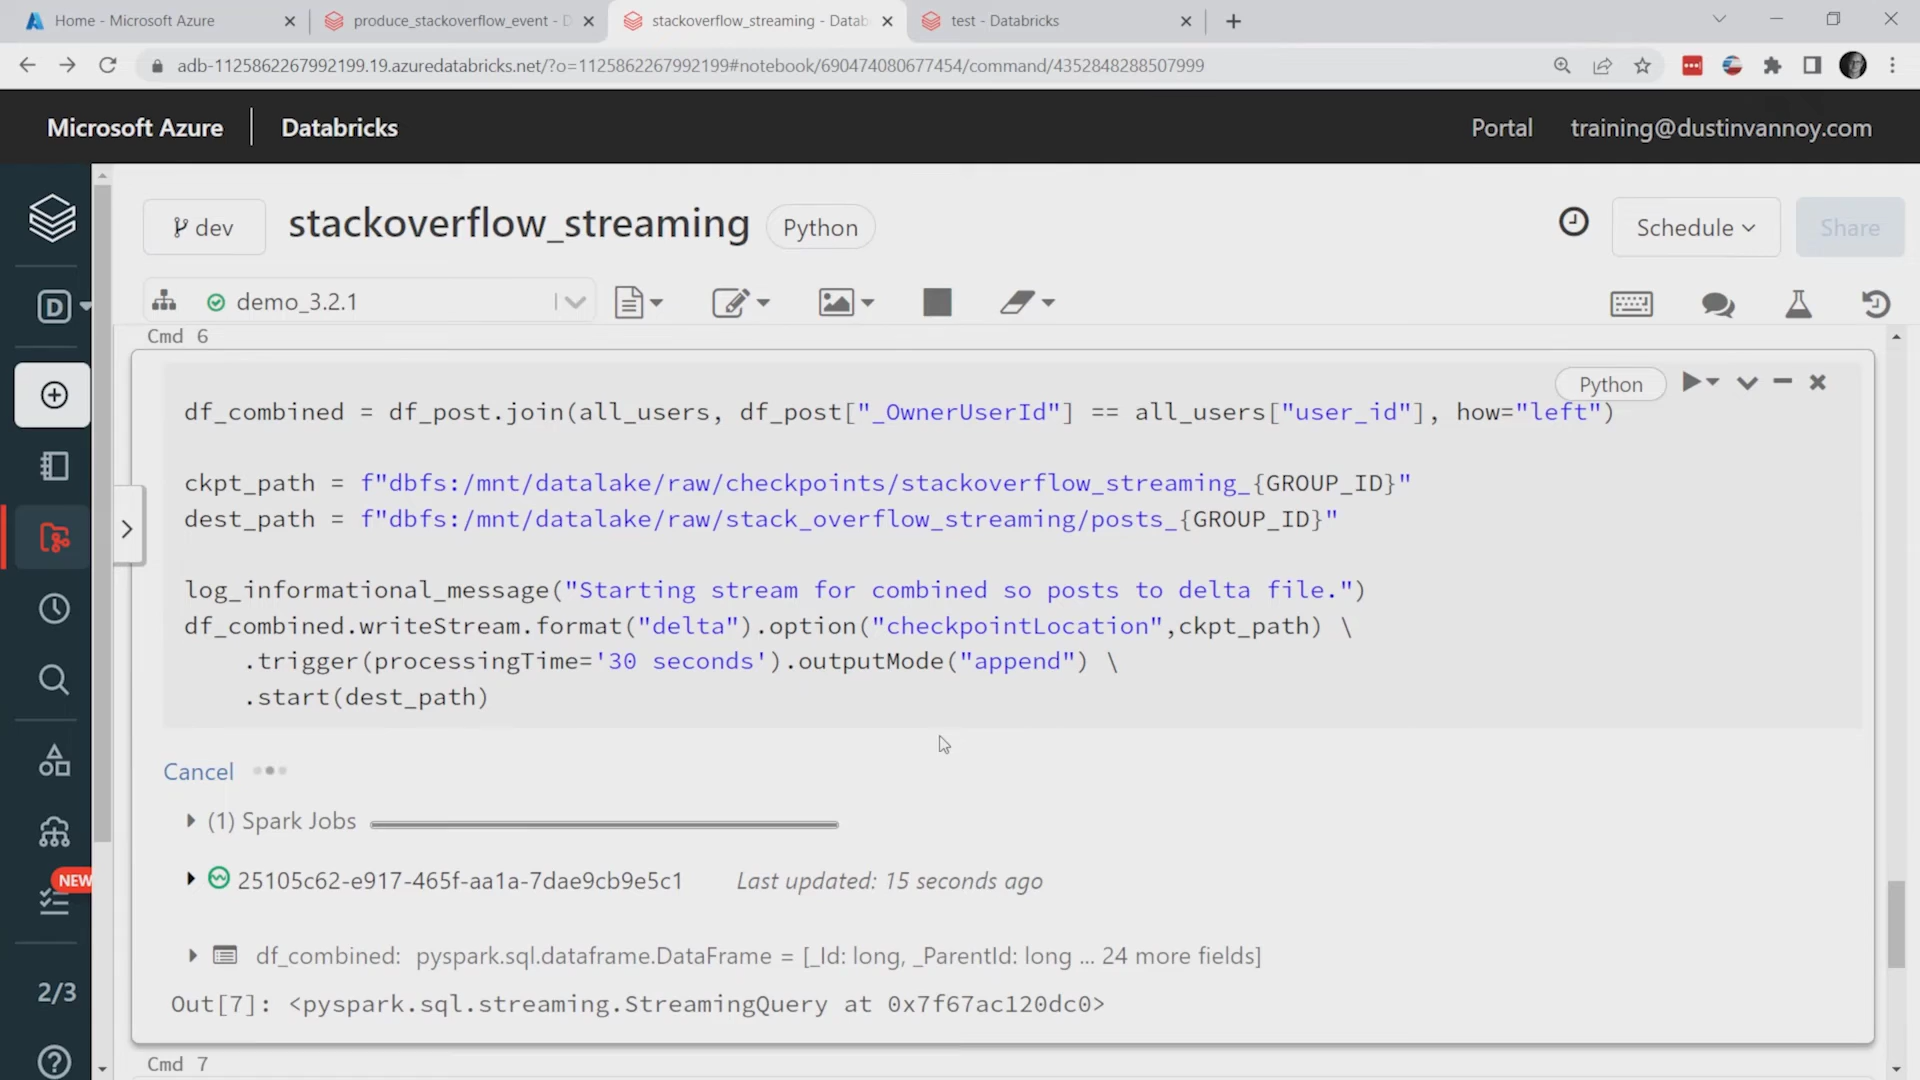 Home - Microsoft Azure
produce_stackoverflow_event - D
stackoverflow_streaming - Datab
test - Databricks
adb-1125862267992199.19.azuredatabricks.net/?o=1125862267992199#notebook/690474080677454/command/4352848288507999
Microsoft Azure
Databricks
Portal
training@dustinvannoy.com
dev
stackoverflow_streaming
Python
Schedule
Share
D
demo_3.2.1
Cmd 6
Python
df_combined = df_post.join(all_users, df_post["_OwnerUserId"] == all_users["user_id"], how="left")
ckpt_path = f"dbfs:/mnt/datalake/raw/checkpoints/stackoverflow_streaming_{GROUP_ID}"
dest_path = f"dbfs:/mnt/datalake/raw/stack_overflow_streaming/posts_{GROUP_ID}"
log_informational_message("Starting stream for combined so posts to delta file.")
df_combined.writeStream.format("delta").option("checkpointLocation",ckpt_path) \
.trigger(processingTime='30 seconds').outputMode("append") \
.start(dest_path)
Cancel
(1) Spark Jobs
25105c62-e917-465f-aa1a-7dae9cb9e5c1 Last updated: 15 seconds ago
NEW
df_combined: pyspark.sql.dataframe.DataFrame = [_Id: long, _ParentId: long ... 24 more fields]
2/3
Out[7]: <pyspark.sql.streaming.StreamingQuery at 0x7f67ac120dc0>
Cmd 7